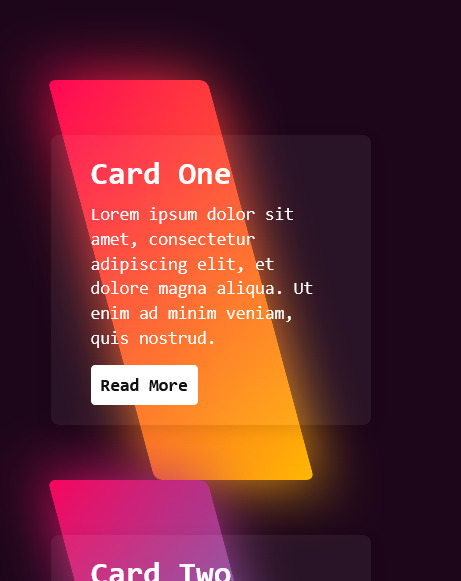 Card One
Lorem ipsum dolor sit
amet, consectetur
adipiscing elit, et
dolore magna aliqua. Ut
enim ad minim veniam,
quis nostrud.
Read More
Card Two